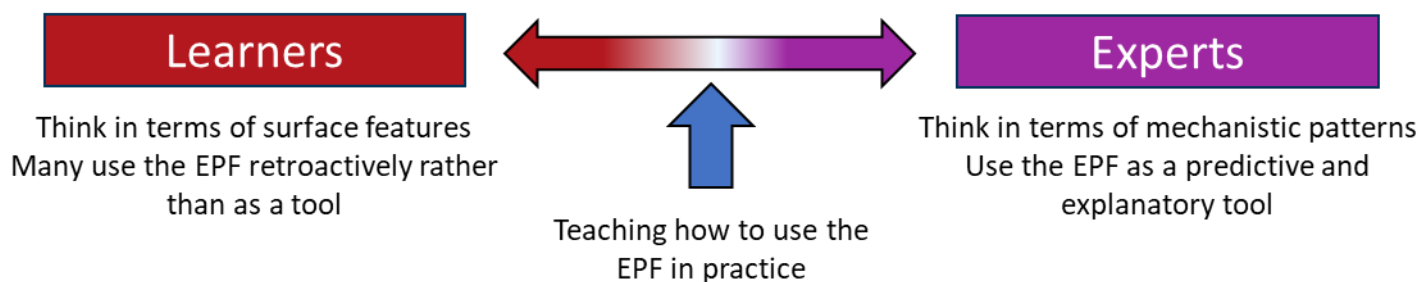 Learners
Experts
Think in terms of surface features
Many use the EPF retroactively rather
than as a tool
Think in terms of mechanistic patterns
Use the EPF as a predictive and
explanatory tool
Teaching how to use the
EPF in practice